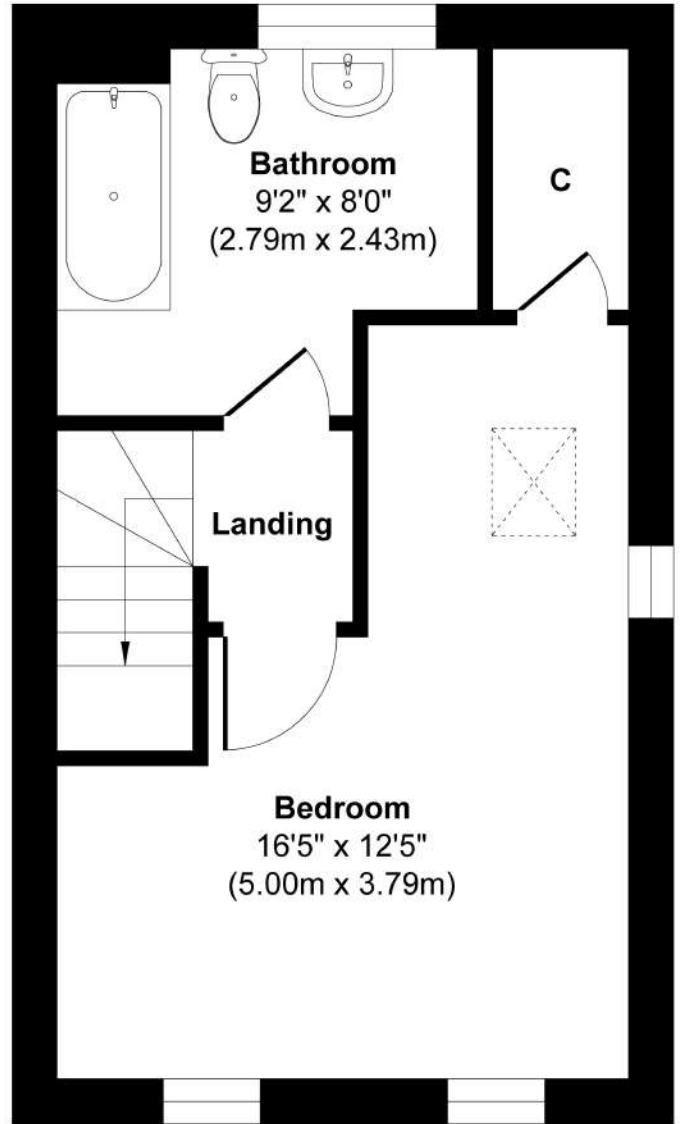 Bathroom
9'2" x 8'0"
(2.79m x 2.43m)
C
Landing
Bedroom
16'5" x 12'5"
(5.00m x 3.79m)